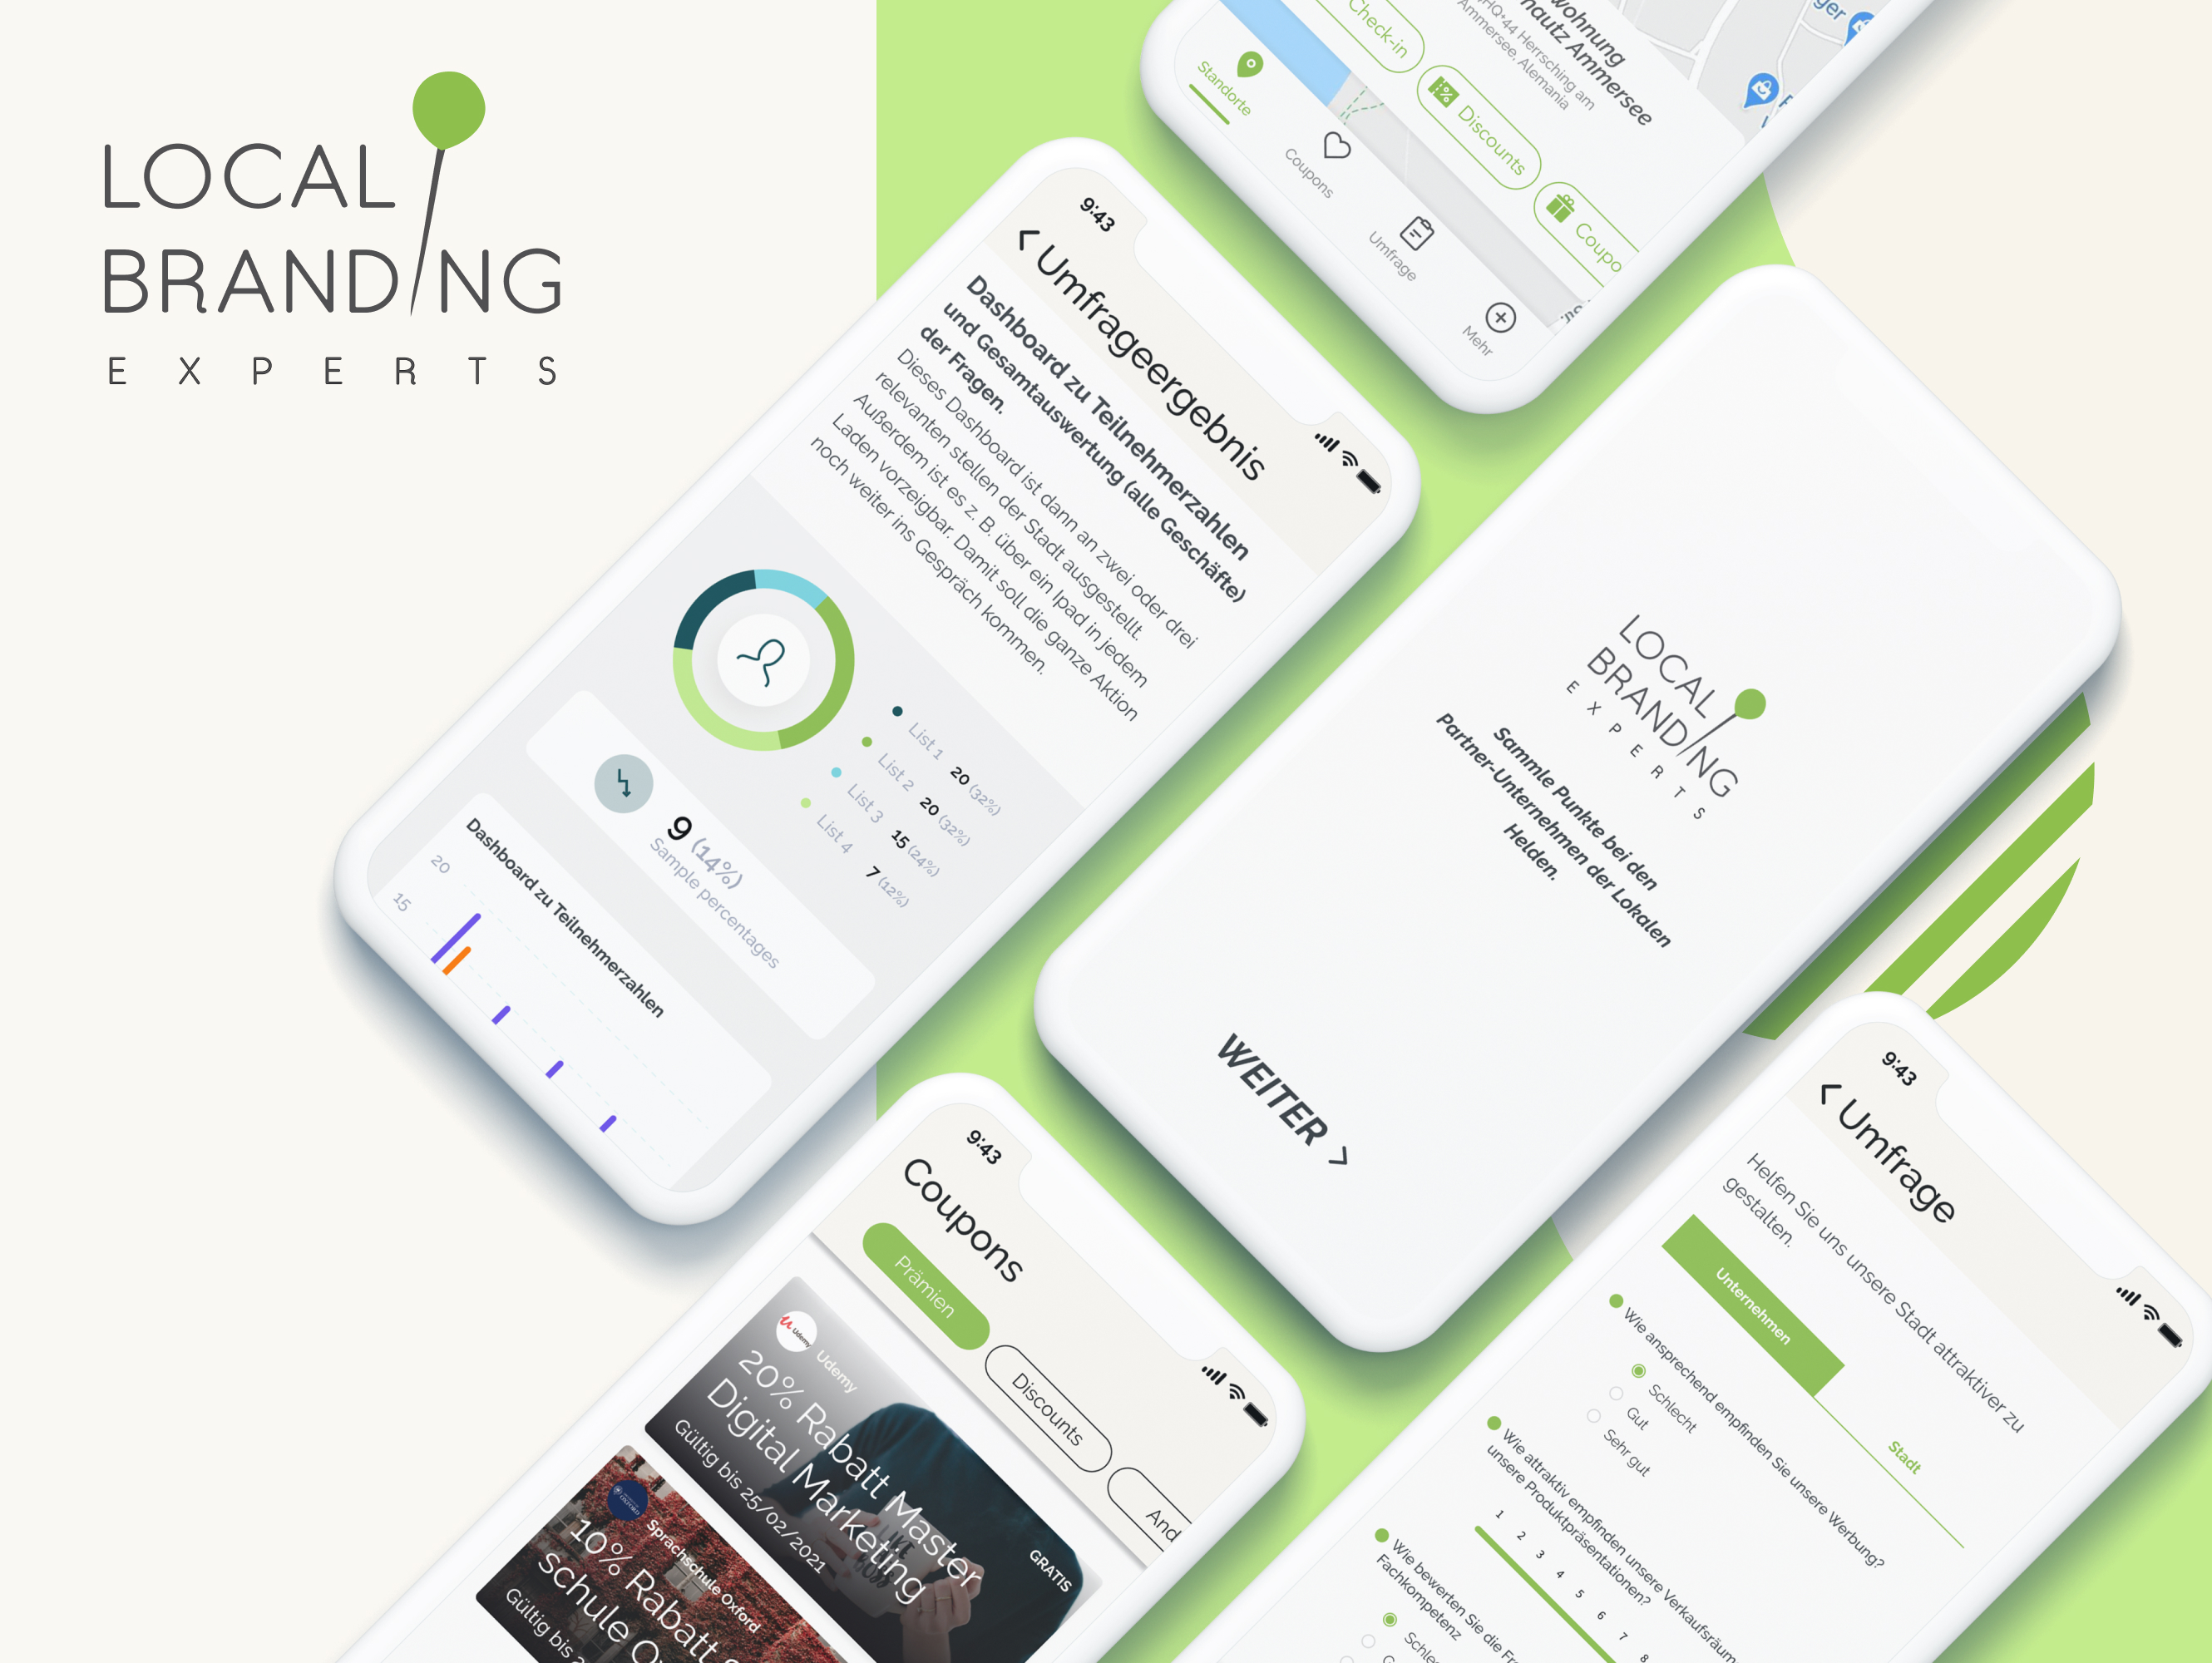 LOCAL
BRANDING
EXPERTS
wohnung
nautz Ammersee
HQ+44 Herrsching am
Ammersee, Alemania
Check-in
Discounts
Coupo
Standorte
Coupons
Umfrage
Mehr
9:43
Umfrageergebnis
Dashboard zu Teilnehmerzahlen
und Gesamtauswertung (alle Geschäfte)
der Fragen.
Dieses Dashboard ist dann an zwei oder drei
relevanten stellen der Stadt ausgestellt.
Außerdem ist es z. B. über ein Ipad in jedem
Laden vorzeigbar. Damit soll die ganze Aktion
noch weiter ins Gespräch kommen.
List 1 20 (32%)
List 2 20 (32%)
List 3 15 (24%)
List 4 7 (12%)
9 (14%)
Sample percentages
Dashboard zu Teilnehmerzahlen
20
15
LOCAL
BRANDING
EXPERTS
Sammle Punkte bei den
Partner-Unternehmen der Lokalen
Helden.
WEITER
9:43
Coupons
Prämien
Discounts
And
Udemy
Udemy
20% Rabatt Master
Digital Marketing
Gültig bis 25/02/2021
GRATIS
OXFORD
Sprachschule Oxford
10% Rabatt
schule
Gültig bis
9:43
Umfrage
Helfen Sie uns unsere Stadt attraktiver zu
gestalten.
Unternehmen
Stadt
Wie ansprechend empfinden Sie unsere Werbung?
Schlecht
Gut
Sehr gut
Wie attraktiv empfinden unsere Verkaufsräum
unsere Produktpräsentationen?
1 2 3 4 5 6 7 8
Wie bewerten Sie die Fr
Fachkompetenz
Schle
G